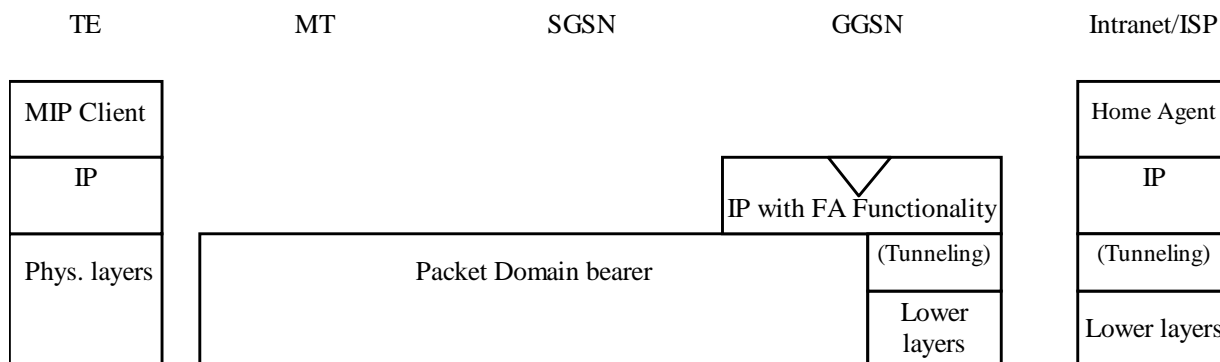 TE MT SGSN GGSN Intranet/ISP
MIP Client Home Agent
IP IP
IP with FA Functionality
Phys. layers Packet Domain bearer (Tunneling) (Tunneling)
Lower
layers Lower layers